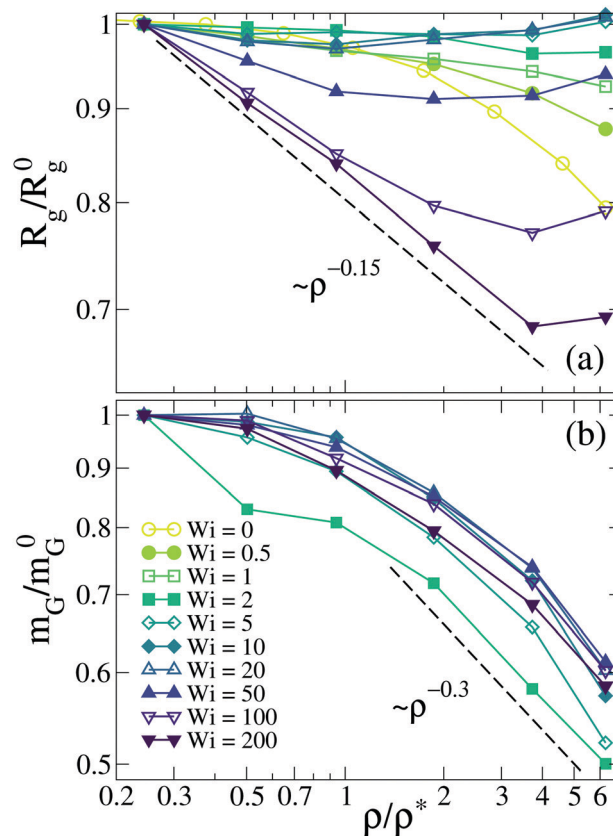 1
0.9
0.8
0.7
R_g/R_g^0
~ρ^−0.15
(a)
1
0.9
0.8
0.7
0.6
0.5
m_G/m_G^0
(b)
Wi = 0
Wi = 0.5
Wi = 1
Wi = 2
Wi = 5
Wi = 10
Wi = 20
Wi = 50
Wi = 100
Wi = 200
~ρ^−0.3
0.2 0.3 0.5 0.7 1 2 3 4 5 6
ρ/ρ*